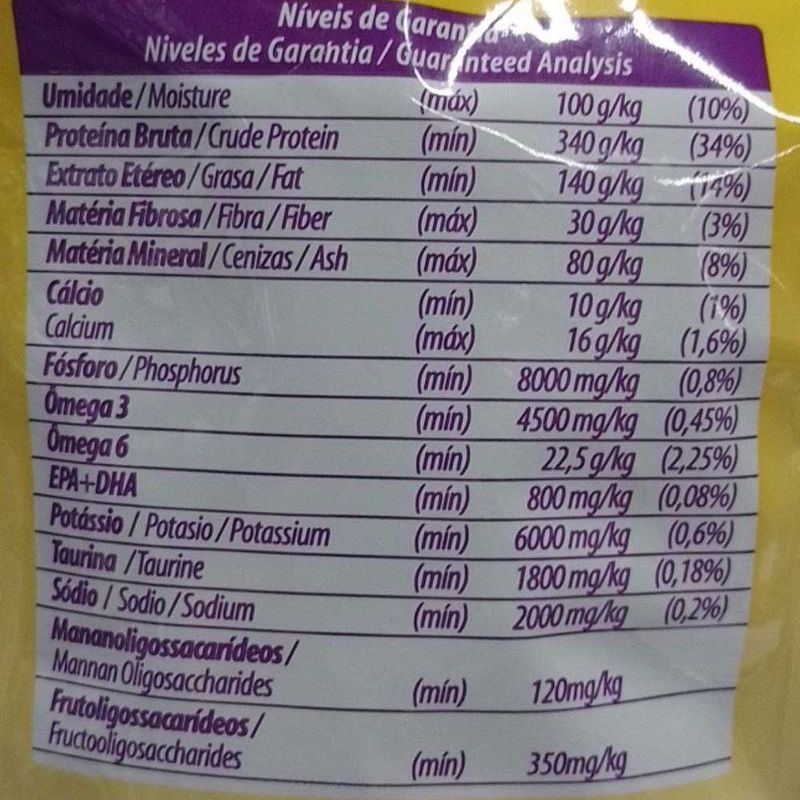 Níveis de Garantia
Niveles de Garantia / Guaranteed Analysis
Umidade / Moisture (máx) 100 g/kg (10%)
Proteína Bruta / Crude Protein (mín) 340 g/kg (34%)
Extrato Etéreo / Grasa / Fat (mín) 140 g/kg (14%)
Matéria Fibrosa / Fibra / Fiber (máx) 30 g/kg (3%)
Matéria Mineral / Cenizas / Ash (máx) 80 g/kg (8%)
Cálcio (mín) 10 g/kg (1%)
Calcium (máx) 16 g/kg (1,6%)
Fósforo / Phosphorus (mín) 8000 mg/kg (0,8%)
Ômega 3 (mín) 4500 mg/kg (0,45%)
Ômega 6 (mín) 22,5 g/kg (2,25%)
EPA+DHA (mín) 800 mg/kg (0,08%)
Potássio / Potasio / Potassium (mín) 6000 mg/kg (0,6%)
Taurina / Taurine (mín) 1800 mg/kg (0,18%)
Sódio / Sodio / Sodium (mín) 2000 mg/kg (0,2%)
Mananoligossacarídeos /
Mannan Oligosaccharides (mín) 120mg/kg
Frutoligossacarídeos /
Fructooligosaccharides (mín) 350mg/kg